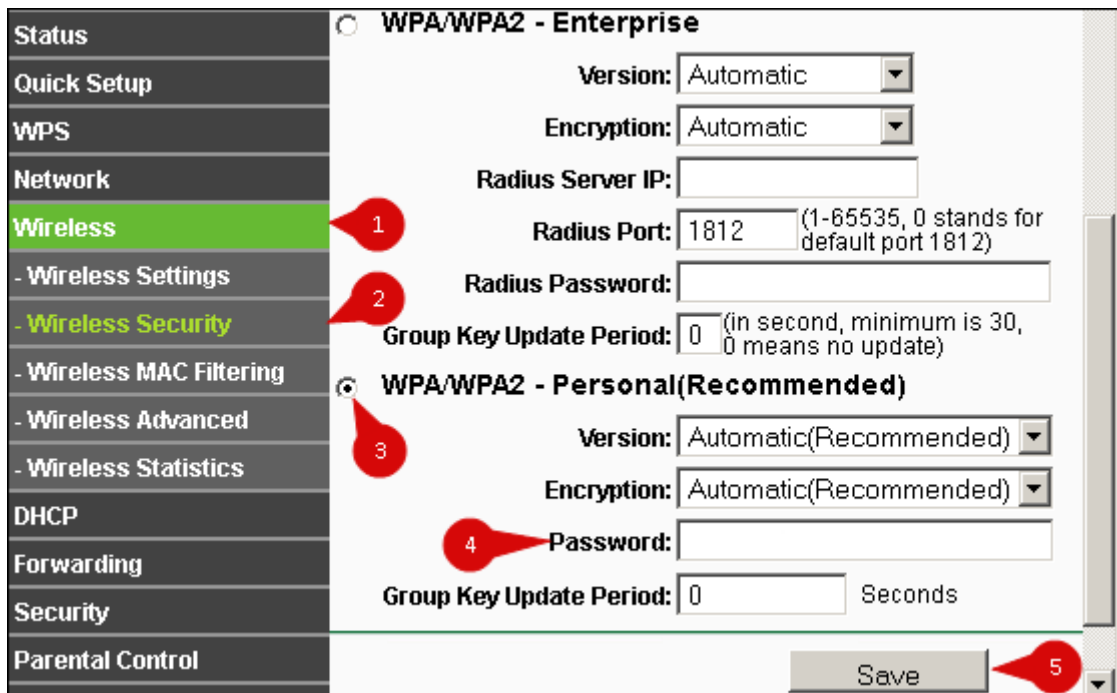 Status
Quick Setup
WPS
Network
Wireless
- Wireless Settings
- Wireless Security
- Wireless MAC Filtering
- Wireless Advanced
- Wireless Statistics
DHCP
Forwarding
Security
Parental Control
1
2
WPA/WPA2 - Enterprise
Version: Automatic
Encryption: Automatic
Radius Server IP:
Radius Port: 1812 (1-65535, 0 stands for
default port 1812)
Radius Password:
Group Key Update Period: 0 (in second, minimum is 30,
0 means no update)
WPA/WPA2 - Personal(Recommended)
3
Version: Automatic(Recommended)
Encryption: Automatic(Recommended)
4 Password:
Group Key Update Period: 0 Seconds
Save 5